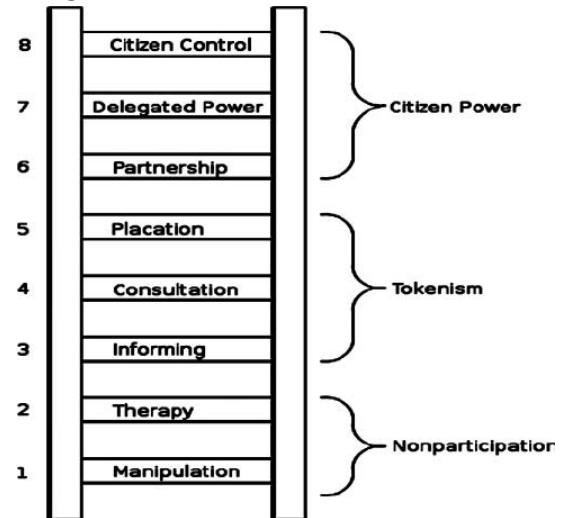 8 Citizen Control
7 Delegated Power Citizen Power
6 Partnership
5 Placation
4 Consultation Tokenism
3 Informing
2 Therapy
Nonparticipation
1 Manipulation